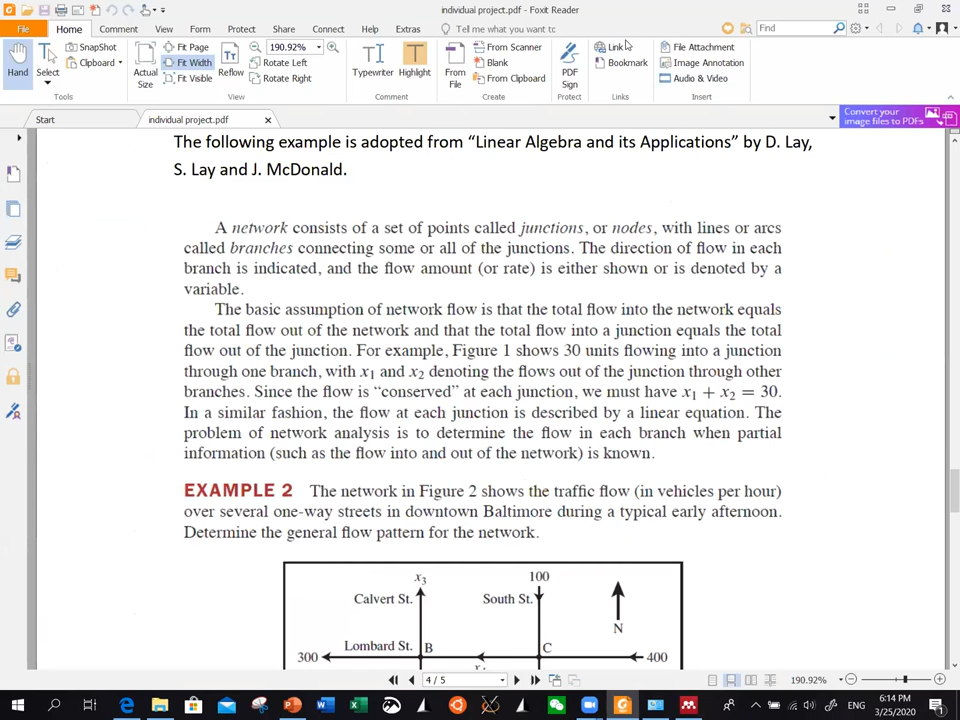 individual project.pdf - Foxit Reader
File Home Comment View Form Protect Share Connect Help Extras Tell me what you want tc Find
SnapShot
Clipboard
Hand Select
Tools
Actual Size
Fit Page
Fit Width
Fit Visible
Reflow
190.92%
Rotate Left
Rotate Right
View
Typewriter Highlight
Comment
From File
From Scanner
Blank
From Clipboard
Create
PDF Sign
Protect
Link
Bookmark
Links
File Attachment
Image Annotation
Audio & Video
Insert
Start individual project.pdf
Convert your
image files to PDFs
The following example is adopted from “Linear Algebra and its Applications” by D. Lay,
S. Lay and J. McDonald.
A network consists of a set of points called junctions, or nodes, with lines or arcs
called branches connecting some or all of the junctions. The direction of flow in each
branch is indicated, and the flow amount (or rate) is either shown or is denoted by a
variable.
The basic assumption of network flow is that the total flow into the network equals
the total flow out of the network and that the total flow into a junction equals the total
flow out of the junction. For example, Figure 1 shows 30 units flowing into a junction
through one branch, with x₁ and x₂ denoting the flows out of the junction through other
branches. Since the flow is “conserved” at each junction, we must have x₁ + x₂ = 30.
In a similar fashion, the flow at each junction is described by a linear equation. The
problem of network analysis is to determine the flow in each branch when partial
information (such as the flow into and out of the network) is known.
EXAMPLE 2 The network in Figure 2 shows the traffic flow (in vehicles per hour)
over several one-way streets in downtown Baltimore during a typical early afternoon.
Determine the general flow pattern for the network.
x₃ 100
Calvert St. South St.
N
Lombard St. B C
300 400
4 / 5 190.92%
ENG
6:14 PM
3/25/2020